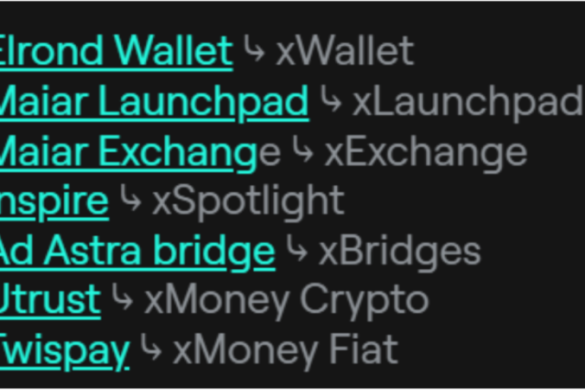 Elrond Wallet ↳ xWallet
Maiar Launchpad ↳ xLaunchpad
Maiar Exchange ↳ xExchange
Inspire ↳ xSpotlight
Ad Astra bridge ↳ xBridges
Utrust ↳ xMoney Crypto
Twispay ↳ xMoney Fiat